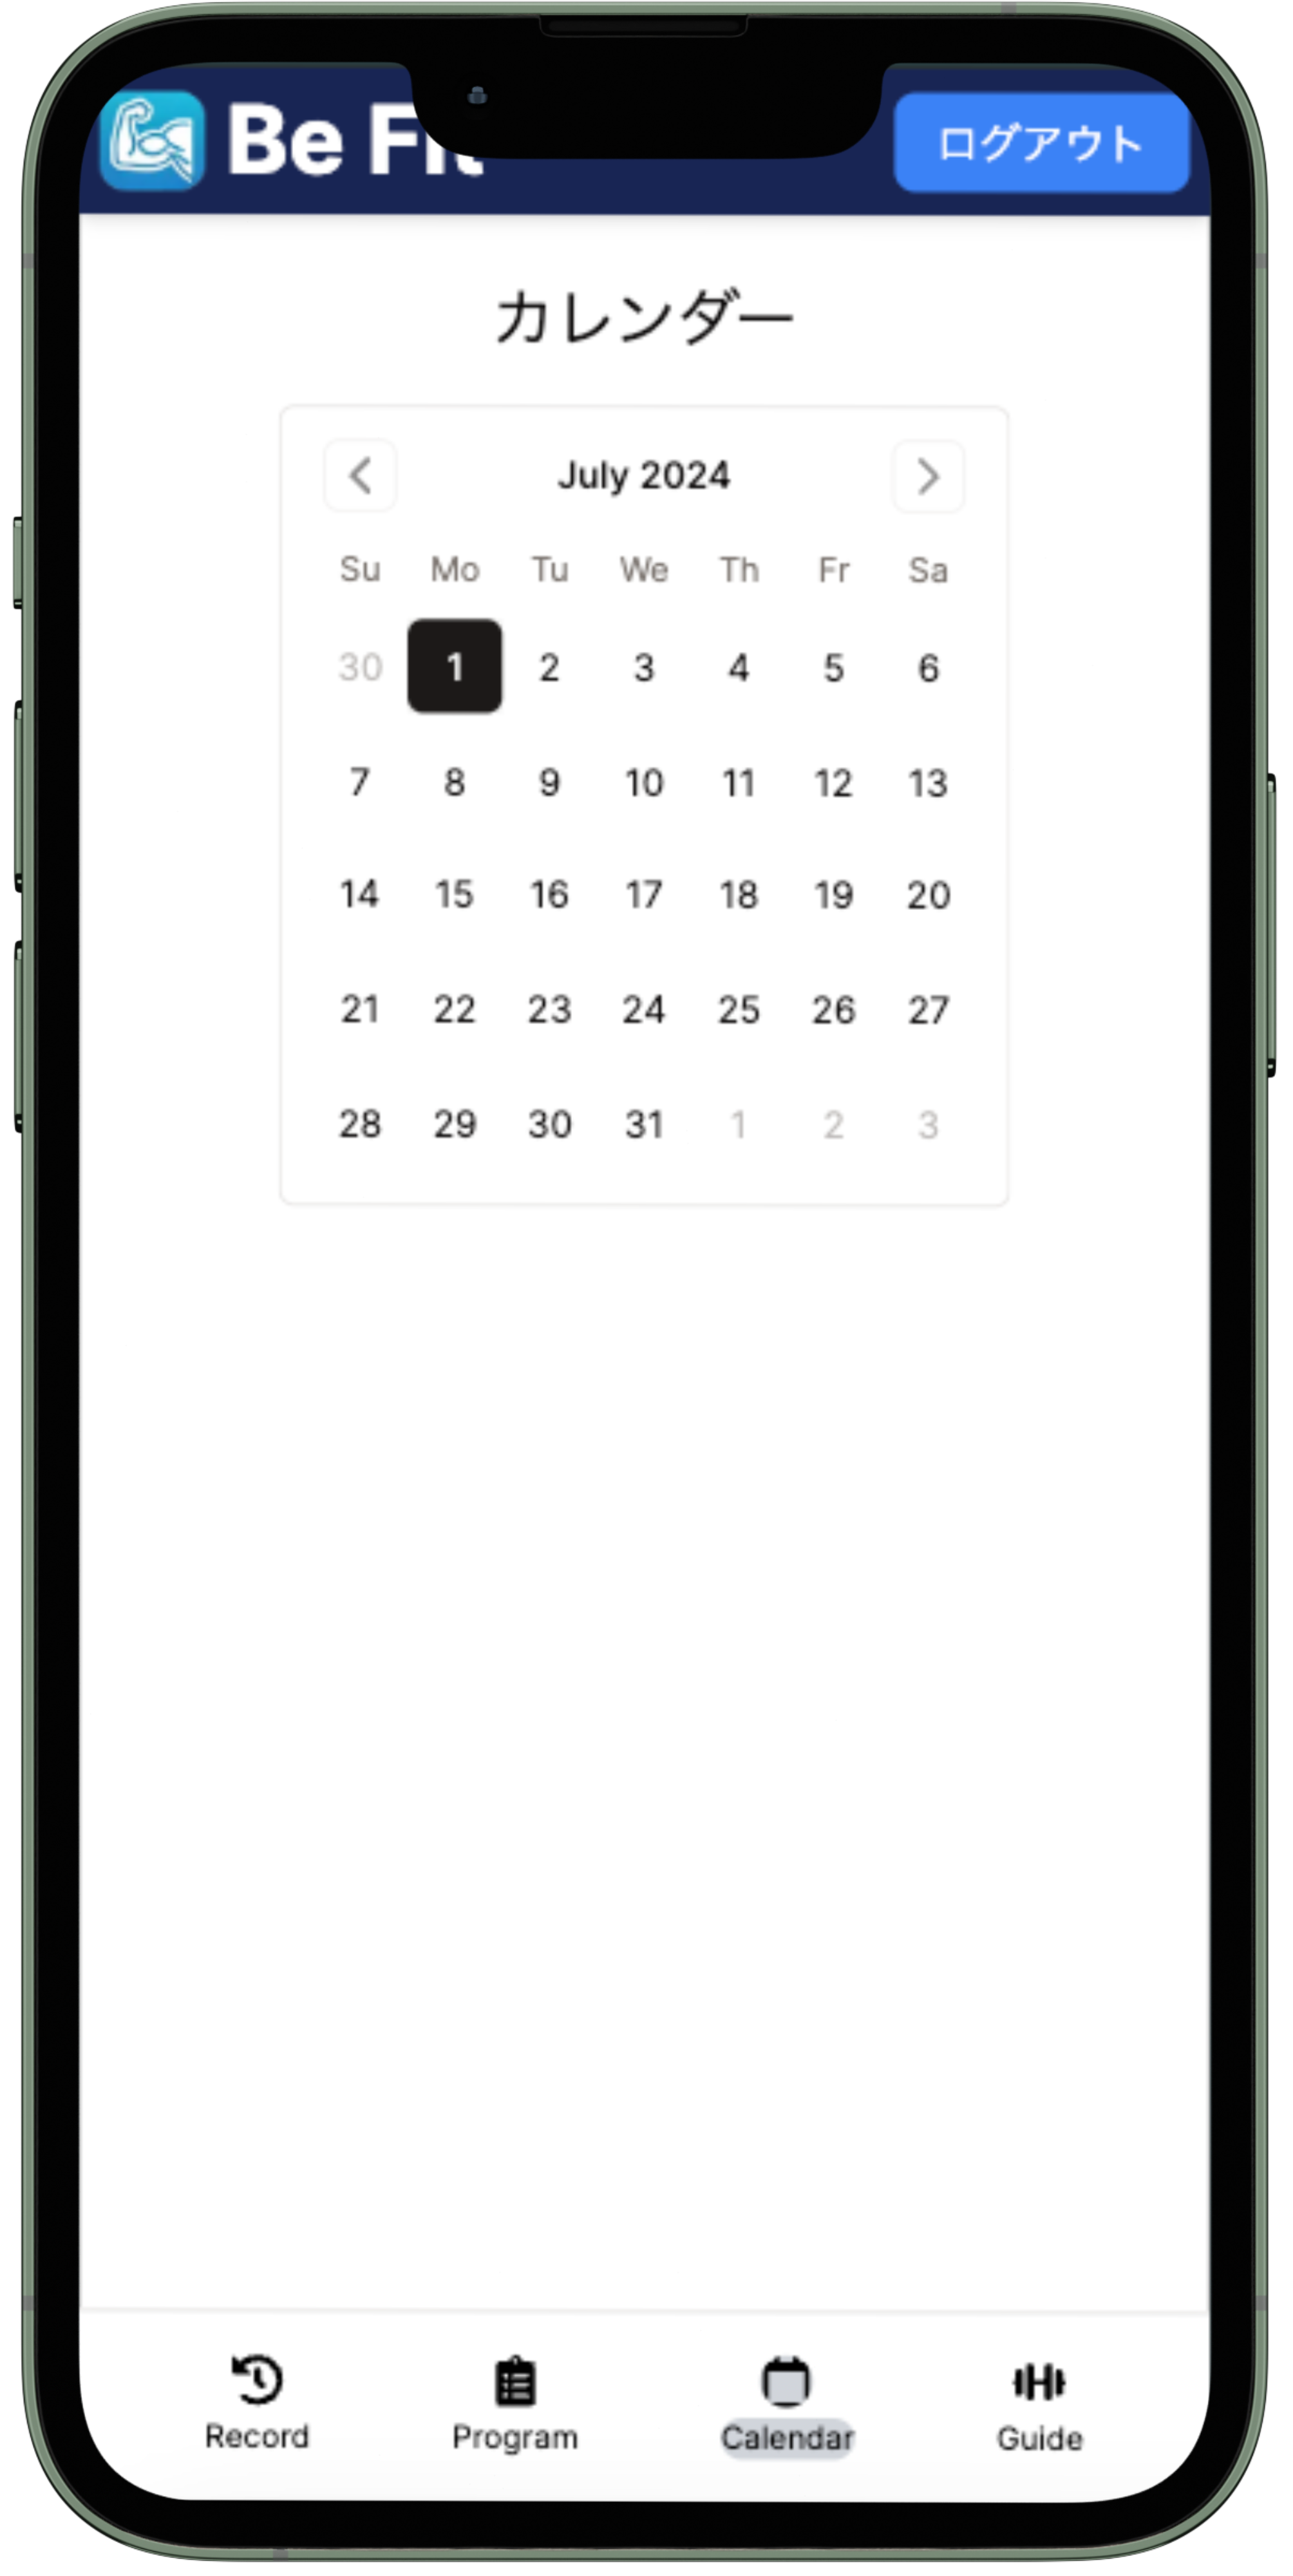 Be Fit
ログアウト
カレンダー
July 2024
Su Mo Tu We Th Fr Sa
30 1 2 3 4 5 6
7 8 9 10 11 12 13
14 15 16 17 18 19 20
21 22 23 24 25 26 27
28 29 30 31 1 2 3
Record Program Calendar Guide